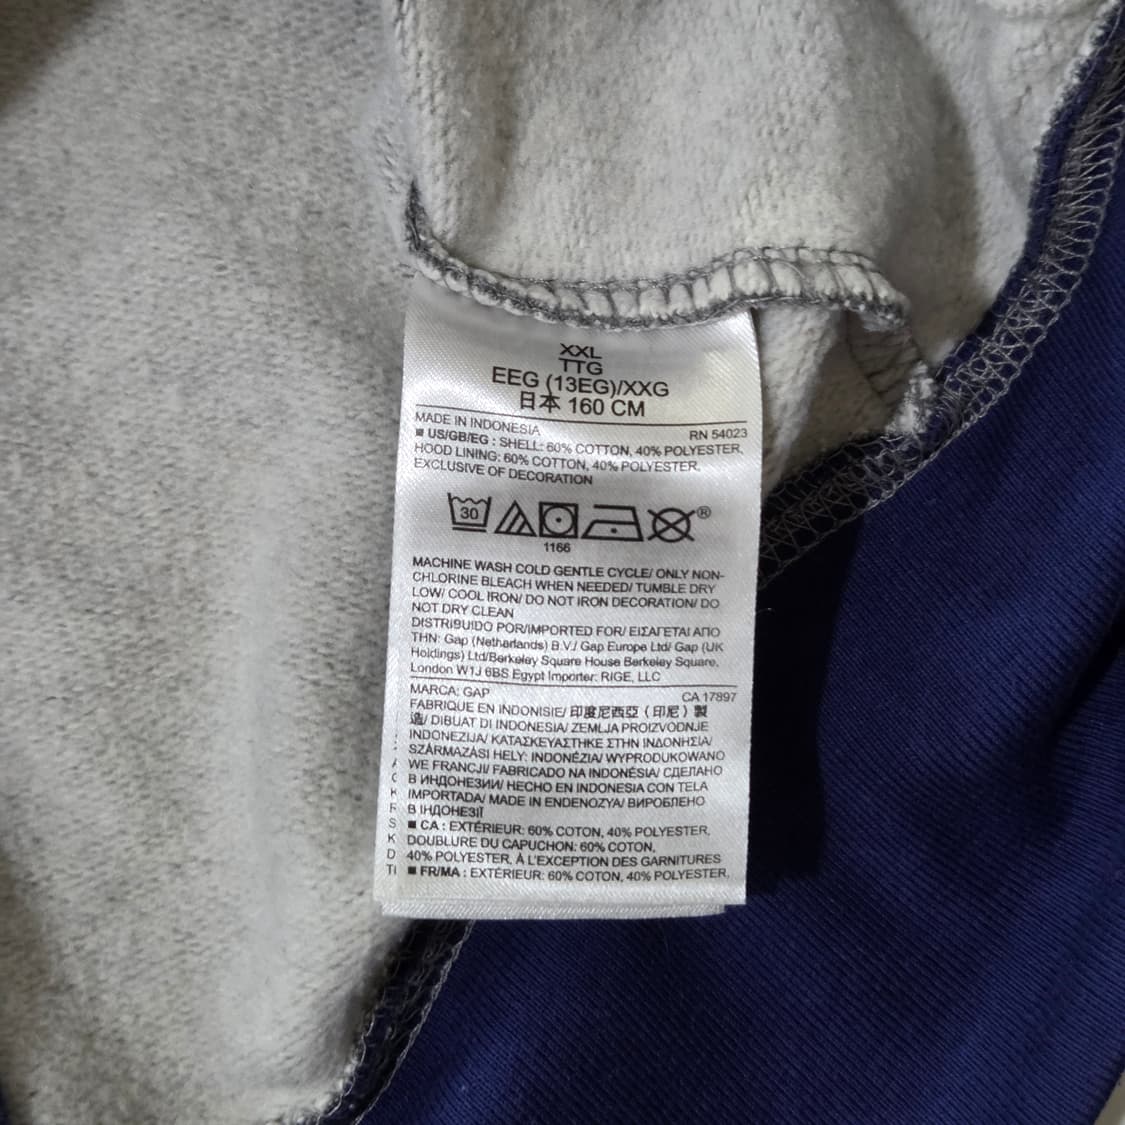 XXL
TTG
EEG (13EG)/XXG
日本 160 CM
MADE IN INDONESIA
RN 54023
■ US/GB/EG : SHELL: 60% COTTON, 40% POLYESTER,
HOOD LINING: 60% COTTON, 40% POLYESTER,
EXCLUSIVE OF DECORATION
30
®
1166
MACHINE WASH COLD GENTLE CYCLE/ ONLY NON-
CHLORINE BLEACH WHEN NEEDED/ TUMBLE DRY
LOW/ COOL IRON/ DO NOT IRON DECORATION/ DO
NOT DRY CLEAN
DISTRIBUIDO POR/IMPORTED FOR/ ΕΙΣΑΓΕΤΑΙ ΑΠΟ
THN: Gap (Netherlands) B.V./ Gap Europe Ltd/ Gap (UK
Holdings) Ltd/Berkeley Square House Berkeley Square,
London W1J 6BS Egypt Importer: RIGE, LLC
MARCA: GAP
CA 17897
FABRIQUE EN INDONISIE/ 印度尼西亞（印尼）製
造/ DIBUAT DI INDONESIA/ ZEMLJA PROIZVODNJE
INDONEZIJA/ ΚΑΤΑΣΚΕΥΑΣΤΗΚΕ ΣΤΗΝ ΙΝΔΟΝΗΣΙΑ/
SZÁRMAZÁSI HELY: INDONÉZIA/ WYPRODUKOWANO
WE FRANCJI/ FABRICADO NA INDONÉSIA/ СДЕЛАНО
В ИНДОНЕЗИИ/ HECHO EN INDONESIA CON TELA
IMPORTADA/ MADE IN ENDENOZYA/ ВИРОБЛЕНО
В ІНДОНЕЗІЇ
■ CA : EXTÉRIEUR: 60% COTON, 40% POLYESTER,
DOUBLURE DU CAPUCHON: 60% COTON,
40% POLYESTER, À L'EXCEPTION DES GARNITURES
■ FR/MA : EXTÉRIEUR: 60% COTON, 40% POLYESTER,